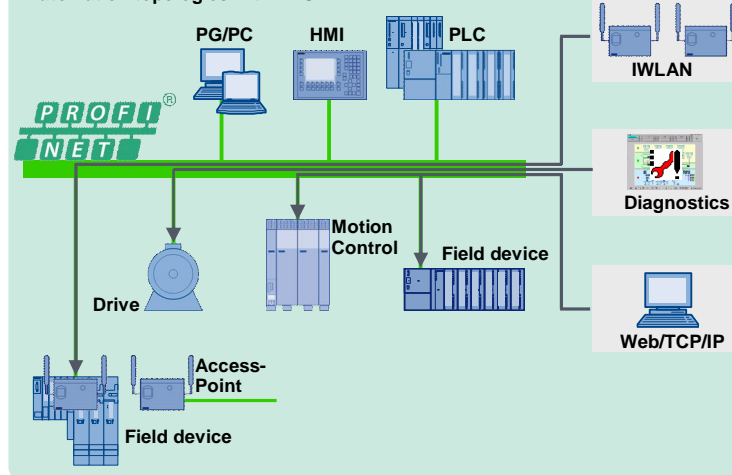 PG/PC
HMI
PLC
IWLAN
PROFI
NET
®
Diagnostics
Motion
Control
Field device
Drive
Web/TCP/IP
Access-
Point
Field device